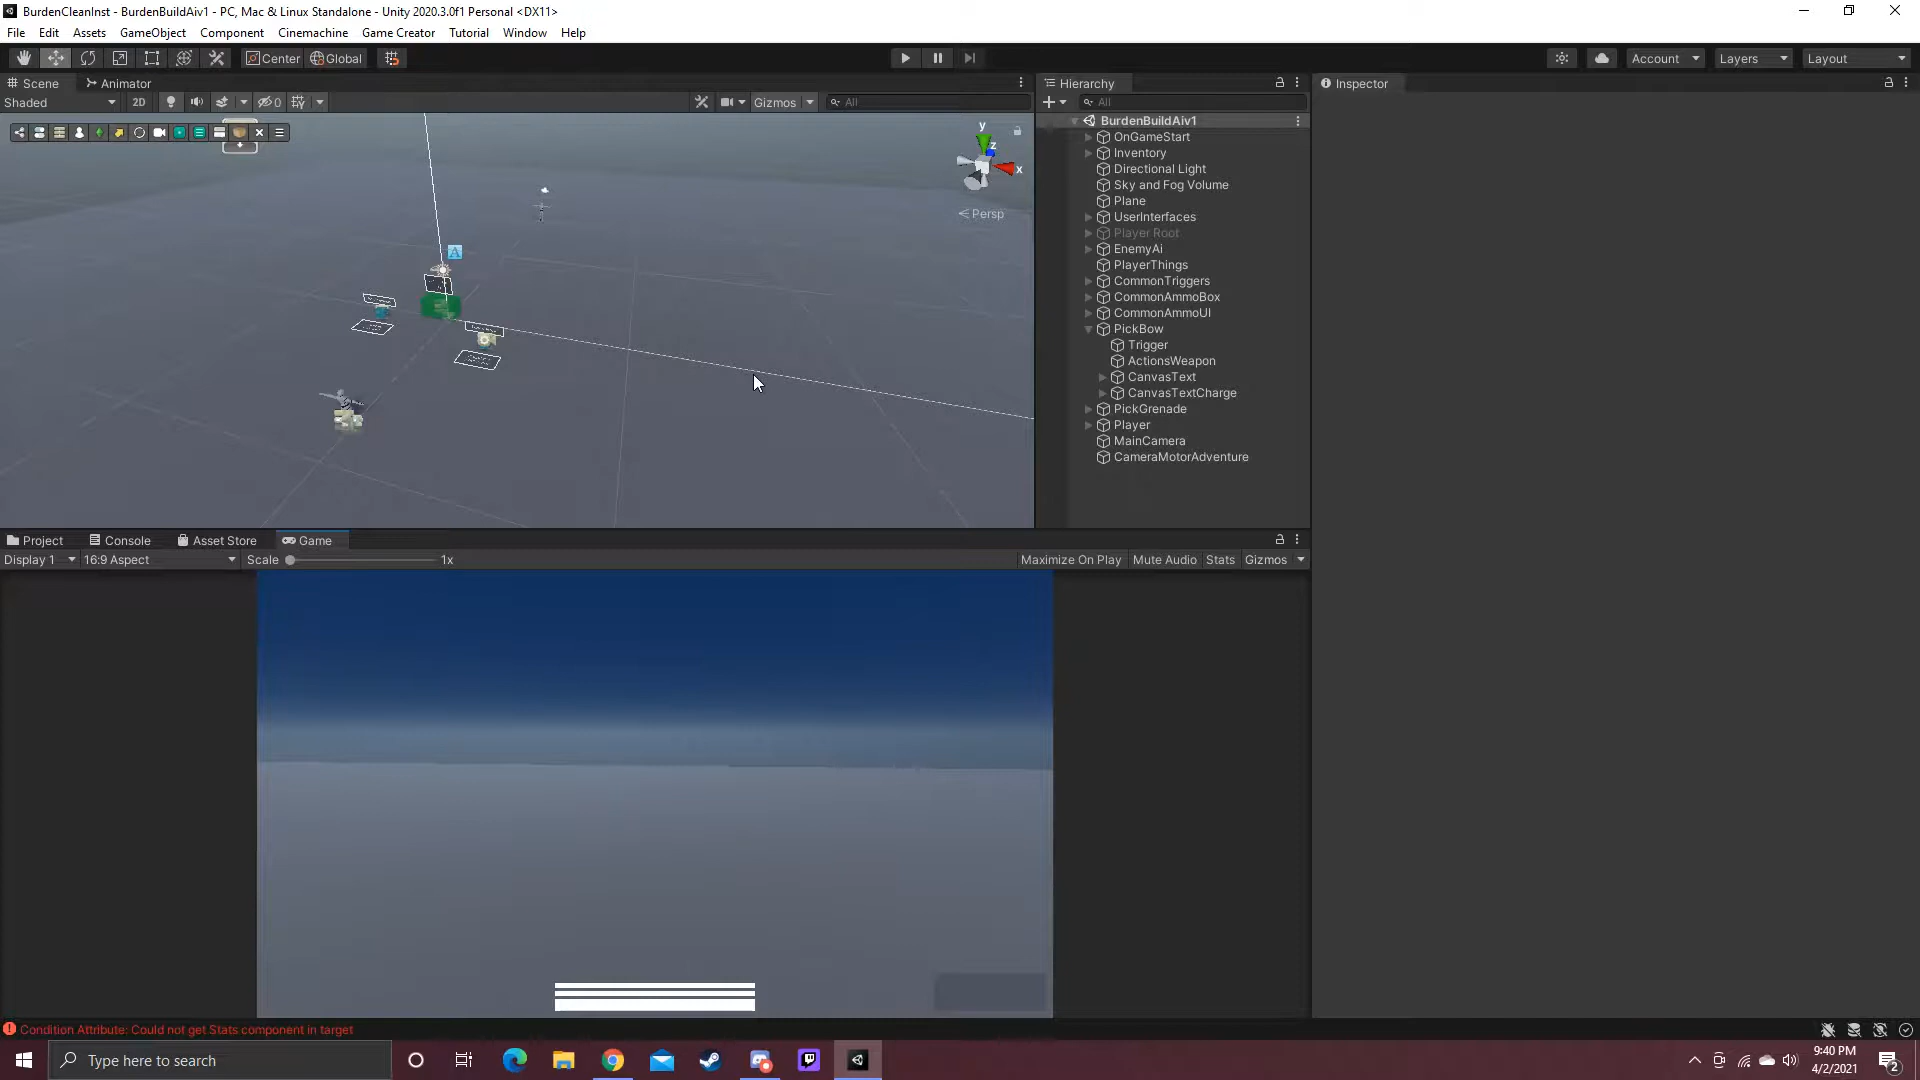 BurdenCleanInst - BurdenBuildAiv1 - PC, Mac & Linux Standalone - Unity 2020.3.0f1 Personal <DX11>
File Edit Assets GameObject Component Cinemachine Game Creator Tutorial Window Help
Center Global Account Layers Layout
Scene Animator
Shaded 2D 0 Gizmos All
y
z
x
Persp
A
Hierarchy
All
BurdenBuildAiv1
OnGameStart
Inventory
Directional Light
Sky and Fog Volume
Plane
UserInterfaces
Player Root
EnemyAi
PlayerThings
CommonTriggers
CommonAmmoBox
CommonAmmoUI
PickBow
Trigger
ActionsWeapon
CanvasText
CanvasTextCharge
PickGrenade
Player
MainCamera
CameraMotorAdventure
Inspector
Project Console Asset Store Game
Display 1 16:9 Aspect Scale 1x Maximize On Play Mute Audio Stats Gizmos
Condition Attribute: Could not get Stats component in target
Type here to search
9:40 PM
4/2/2021
2